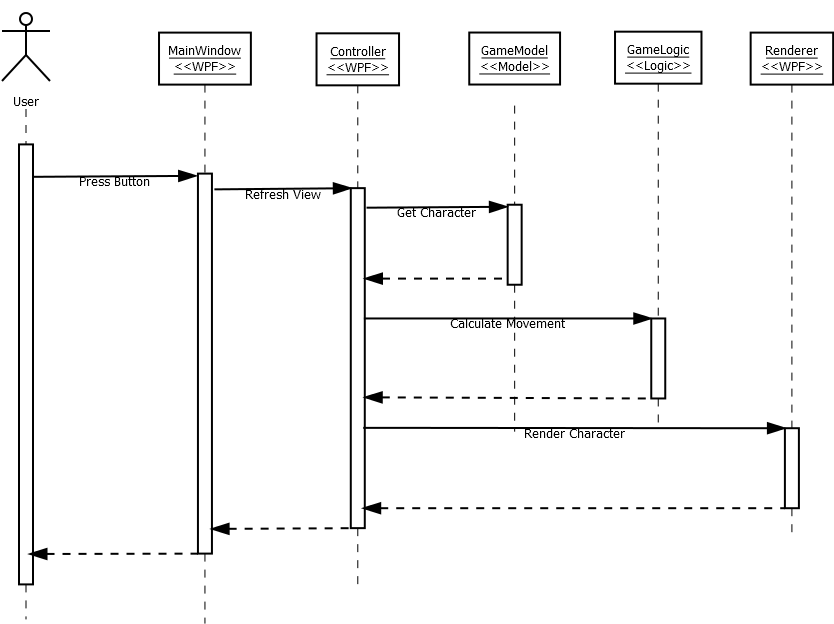 User
MainWindow
<<WPF>>
Controller
<<WPF>>
GameModel
<<Model>>
GameLogic
<<Logic>>
Renderer
<<WPF>>
Press Button
Refresh View
Get Character
Calculate Movement
Render Character